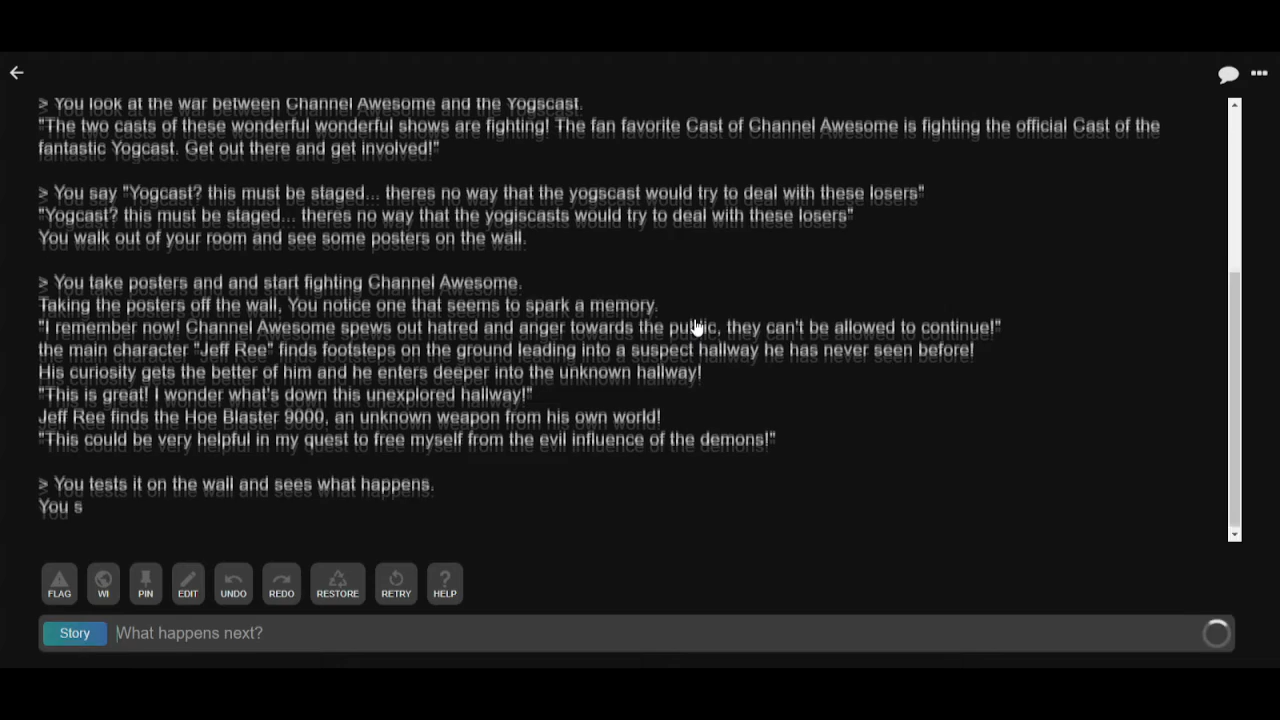 > You look at the war between Channel Awesome and the Yogscast.
"The two casts of these wonderful wonderful shows are fighting! The fan favorite Cast of Channel Awesome is fighting the official Cast of the
fantastic Yogcast. Get out there and get involved!"
> You say "Yogcast? this must be staged... theres no way that the yogscast would try to deal with these losers"
"Yogcast? this must be staged... theres no way that the yogiscasts would try to deal with these losers"
You walk out of your room and see some posters on the wall.
> You take posters and and start fighting Channel Awesome.
Taking the posters off the wall, You notice one that seems to spark a memory.
"I remember now! Channel Awesome spews out hatred and anger towards the public, they can't be allowed to continue!"
the main character "Jeff Ree" finds footsteps on the ground leading into a suspect hallway he has never seen before!
His curiosity gets the better of him and he enters deeper into the unknown hallway!
"This is great! I wonder what's down this unexplored hallway!"
Jeff Ree finds the Hoe Blaster 9000, an unknown weapon from his own world!
"This could be very helpful in my quest to free myself from the evil influence of the demons!"
> You tests it on the wall and sees what happens.
You s
FLAG WI PIN EDIT UNDO REDO RESTORE RETRY HELP
Story What happens next?